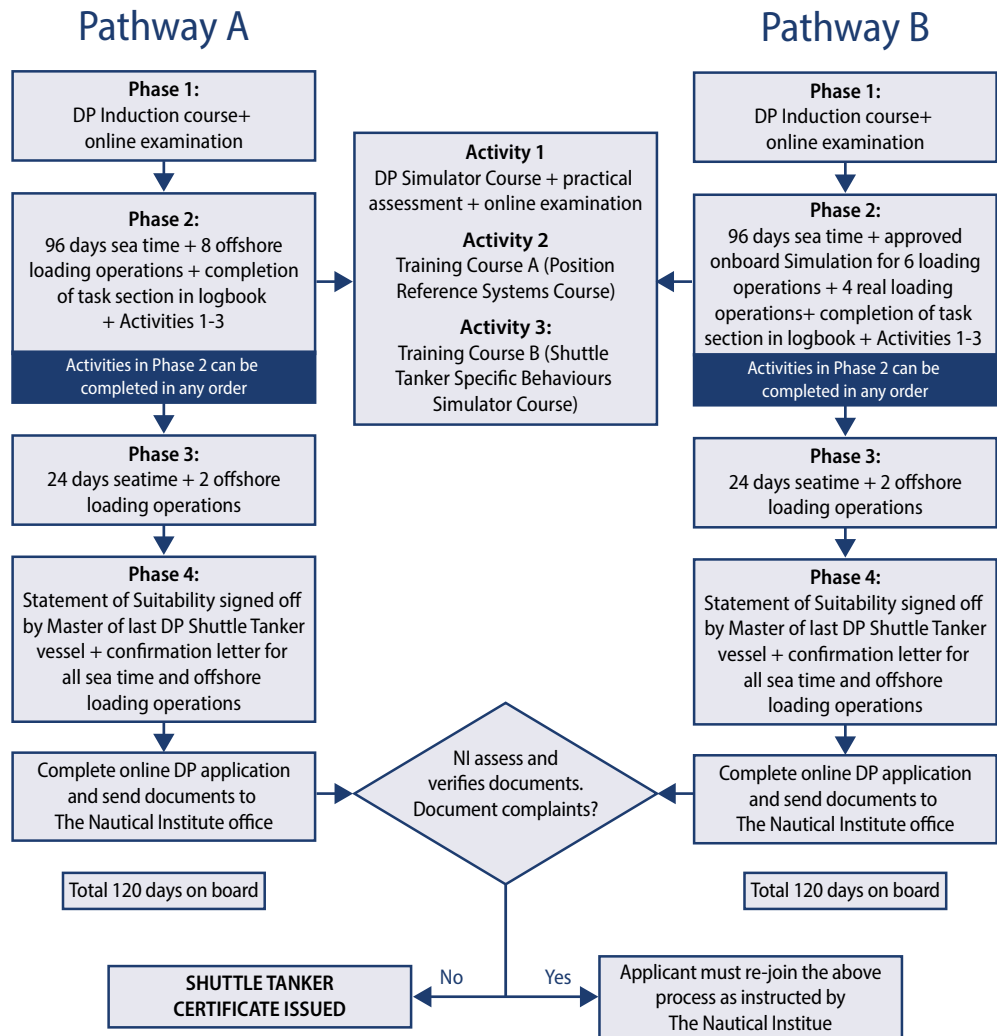 Pathway A
Phase 1:
DP Induction course+
online examination
Phase 2:
96 days sea time + 8 offshore
loading operations + completion
of task section in logbook
+ Activities 1-3
Activities in Phase 2 can be
completed in any order
Phase 3:
24 days seatime + 2 offshore
loading operations
Phase 4:
Statement of Suitability signed off
by Master of last DP Shuttle Tanker
vessel + confirmation letter for
all sea time and offshore
loading operations
Complete online DP application
and send documents to
The Nautical Institute office
Total 120 days on board
Activity 1
DP Simulator Course + practical
assessment + online examination
Activity 2
Training Course A (Position
Reference Systems Course)
Activity 3:
Training Course B (Shuttle
Tanker Specific Behaviours
Simulator Course)
Pathway B
Phase 1:
DP Induction course+
online examination
Phase 2:
96 days sea time + approved
onboard Simulation for 6 loading
operations + 4 real loading
operations+ completion of task
section in logbook + Activities 1-3
Activities in Phase 2 can be
completed in any order
Phase 3:
24 days seatime + 2 offshore
loading operations
Phase 4:
Statement of Suitability signed off
by Master of last DP Shuttle Tanker
vessel + confirmation letter for
all sea time and offshore
loading operations
Complete online DP application
and send documents to
The Nautical Institute office
Total 120 days on board
NI assess and
verifies documents.
Document complaints?
No
Yes
SHUTTLE TANKER
CERTIFICATE ISSUED
Applicant must re-join the above
process as instructed by
The Nautical Institue